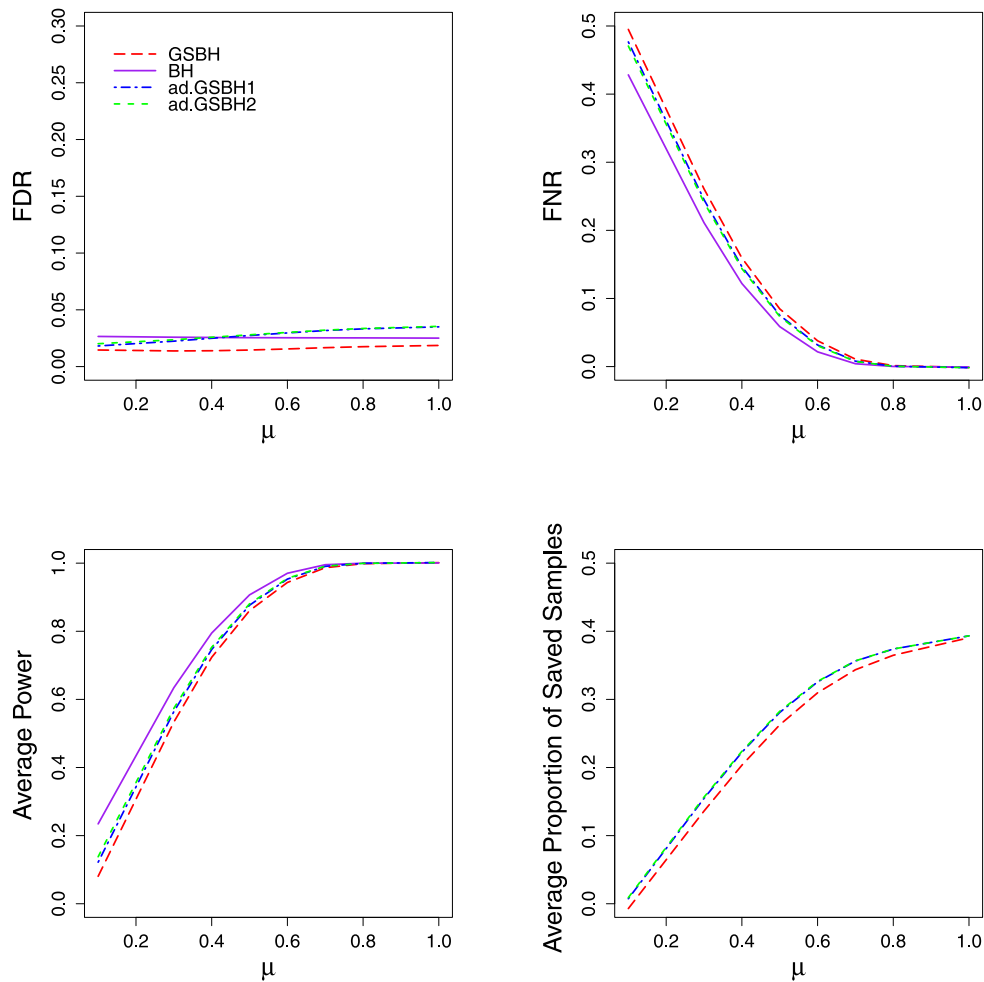 FDR
0.30
0.25
0.20
0.15
0.10
0.05
0.00
GSBH
BH
ad.GSBH1
ad.GSBH2
0.2 0.4 0.6 0.8 1.0
μ
FNR
0.5
0.4
0.3
0.2
0.1
0.0
0.2 0.4 0.6 0.8 1.0
μ
Average Power
1.0
0.8
0.6
0.4
0.2
0.0
0.2 0.4 0.6 0.8 1.0
μ
Average Proportion of Saved Samples
0.5
0.4
0.3
0.2
0.1
0.0
0.2 0.4 0.6 0.8 1.0
μ